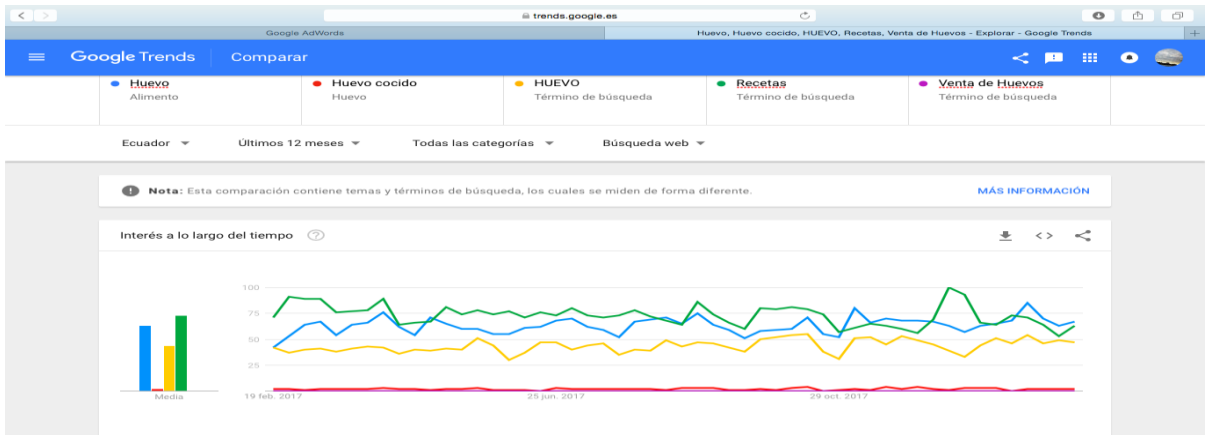 trends.google.es
Google AdWords
Huevo, Huevo cocido, HUEVO, Recetas, Venta de Huevos - Explorar - Google Trends
Google Trends Comparar
Huevo Huevo cocido HUEVO Recetas Venta de Huevos
Alimento Huevo Término de búsqueda Término de búsqueda Término de búsqueda
Ecuador Últimos 12 meses Todas las categorías Búsqueda web
Nota: Esta comparación contiene temas y términos de búsqueda, los cuales se miden de forma diferente. MÁS INFORMACIÓN
Interés a lo largo del tiempo
100
75
50
25
Media 19 feb. 2017 25 jun. 2017 29 oct. 2017